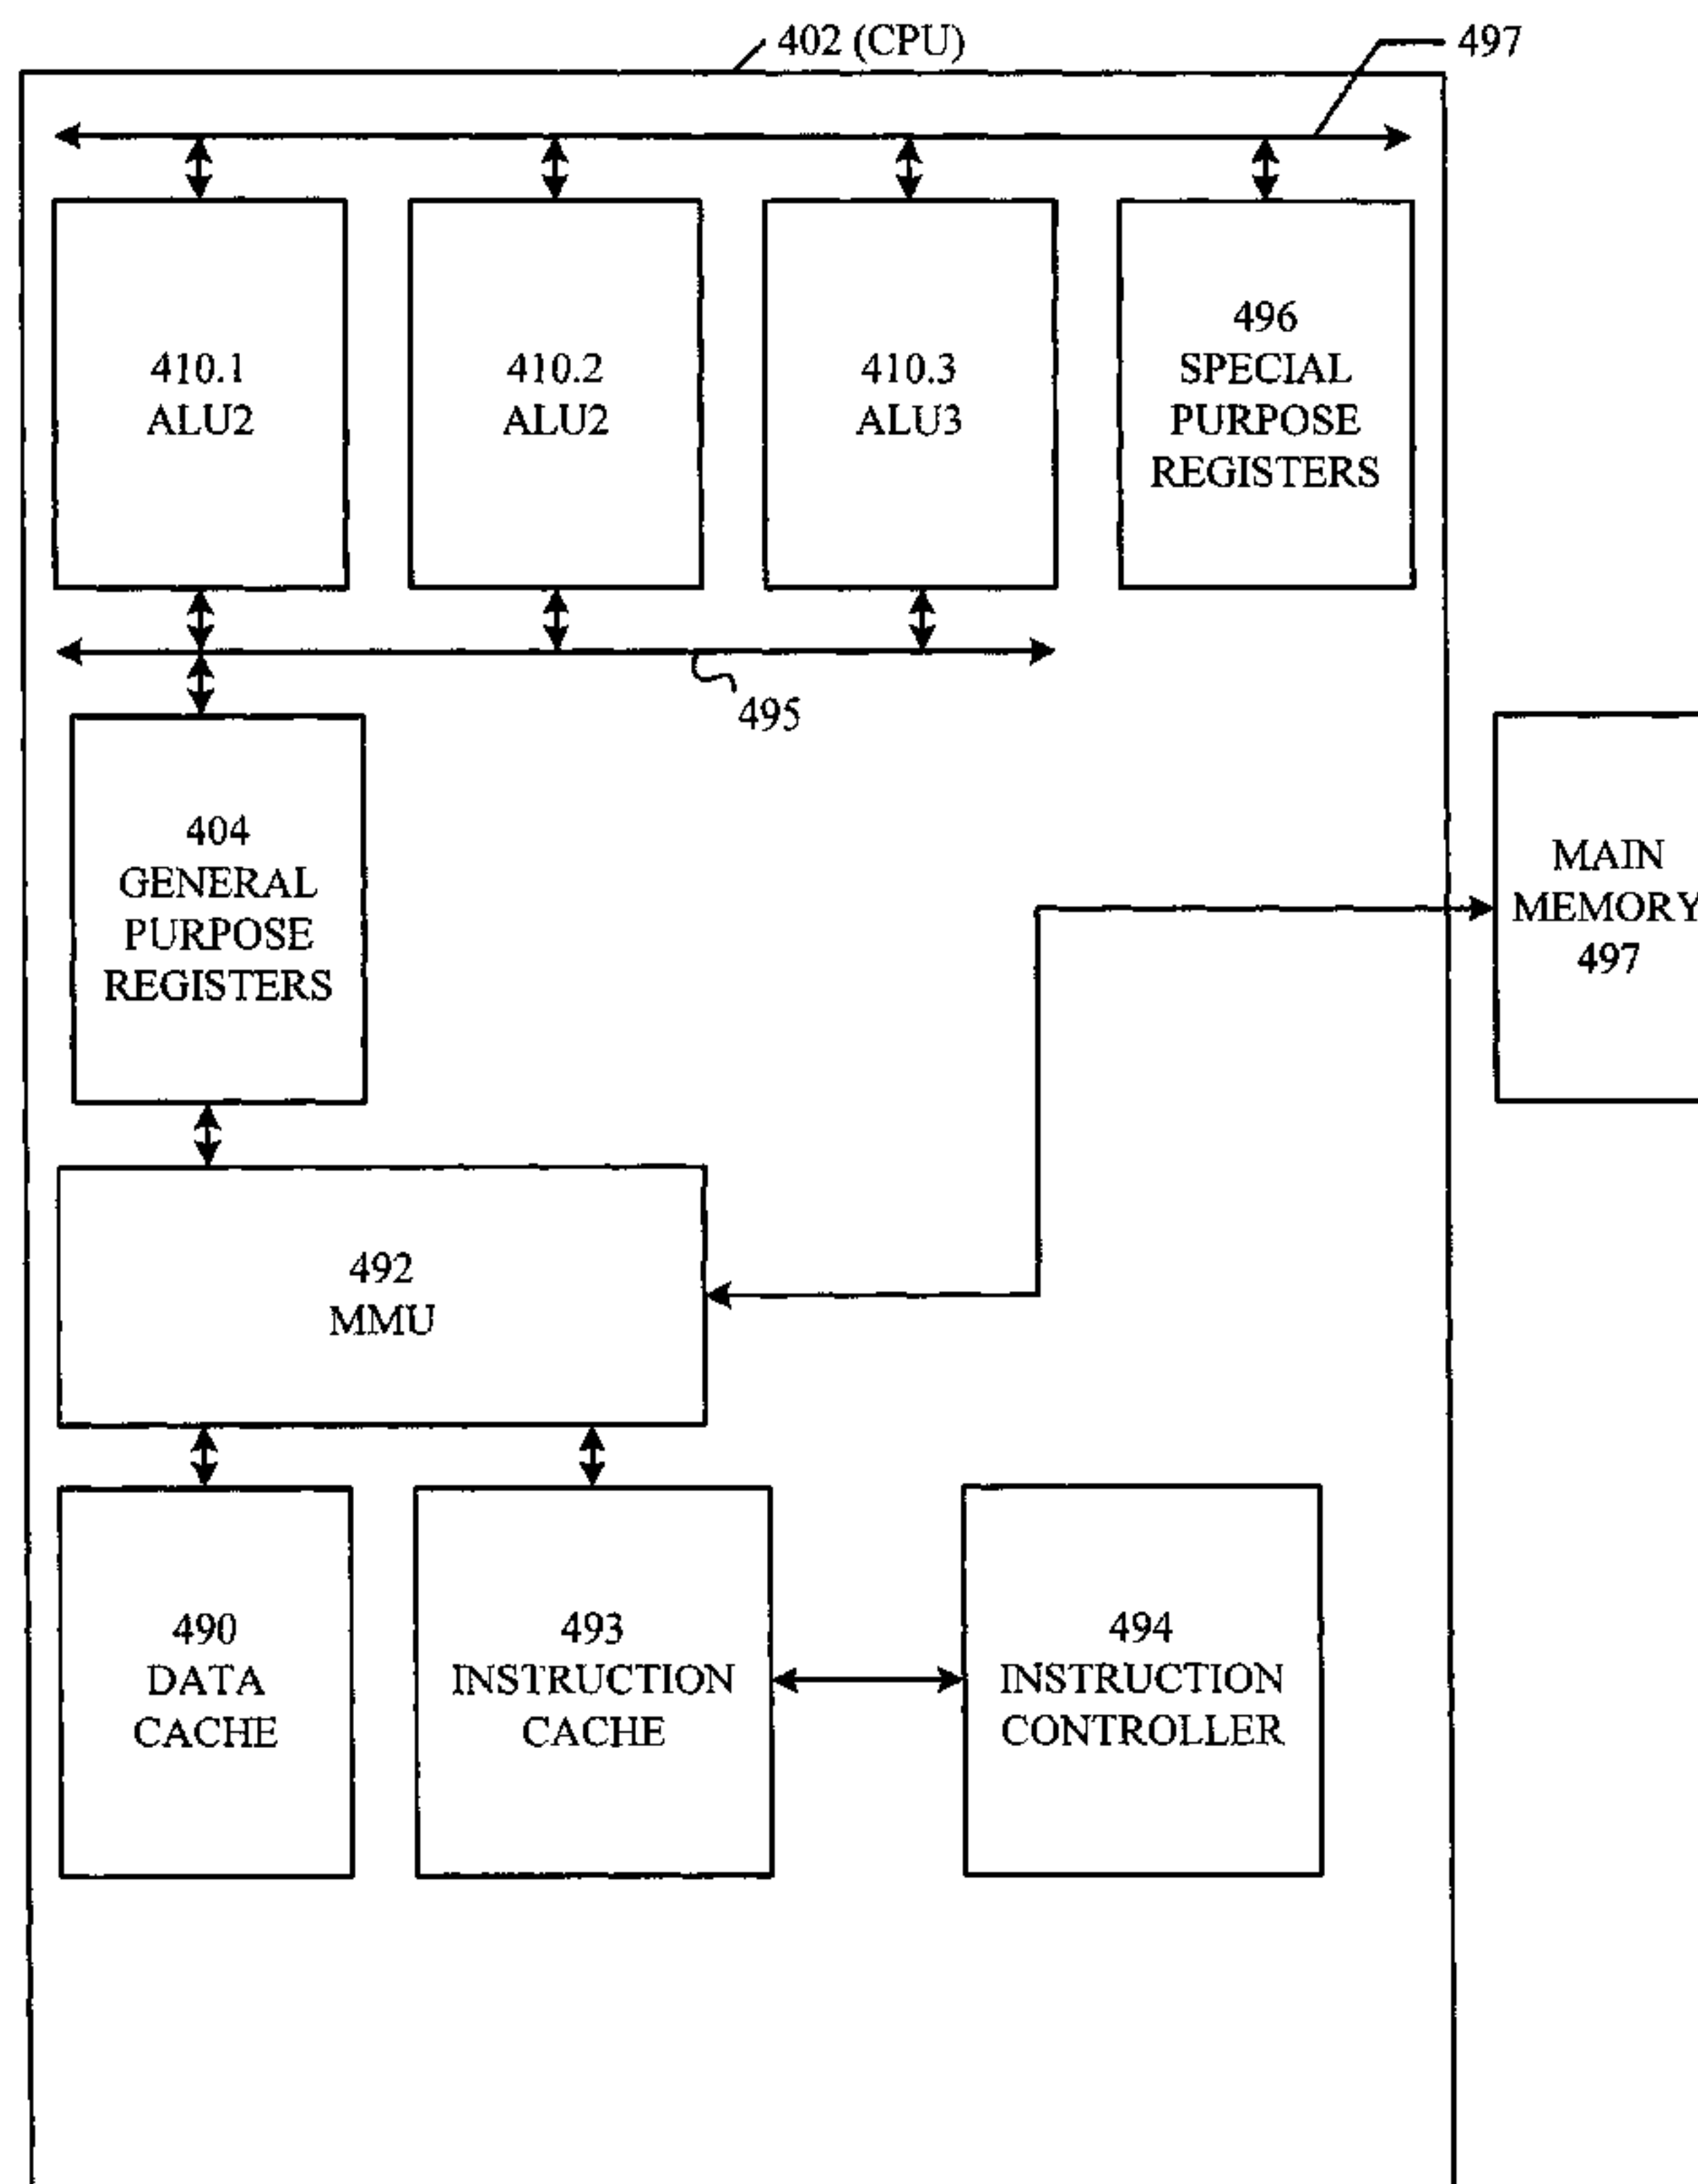 402 (CPU)
497
410.1
ALU2
410.2
ALU2
410.3
ALU3
496
SPECIAL
PURPOSE
REGISTERS
495
404
GENERAL
PURPOSE
REGISTERS
MAIN
MEMORY
497
492
MMU
490
DATA
CACHE
493
INSTRUCTION
CACHE
494
INSTRUCTION
CONTROLLER